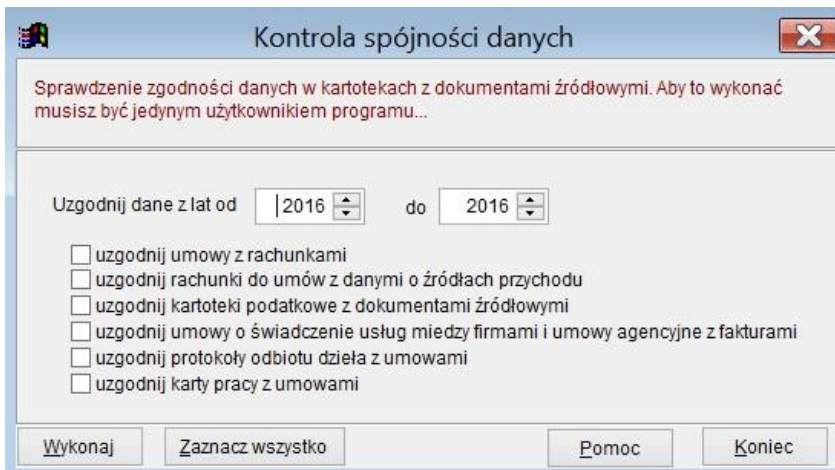 Kontrola spójności danych
Sprawdzenie zgodności danych w kartotekach z dokumentami źródłowymi. Aby to wykonać
musisz być jedynym użytkownikiem programu...
Uzgodnij dane z lat od 2016 do 2016
uzgodnij umowy z rachunkami
uzgodnij rachunki do umów z danymi o źródłach przychodu
uzgodnij kartoteki podatkowe z dokumentami źródłowymi
uzgodnij umowy o świadczenie usług miedzy firmami i umowy agencyjne z fakturami
uzgodnij protokoły odbiotu dzieła z umowami
uzgodnij karty pracy z umowami
Wykonaj Zaznacz wszystko Pomoc Koniec